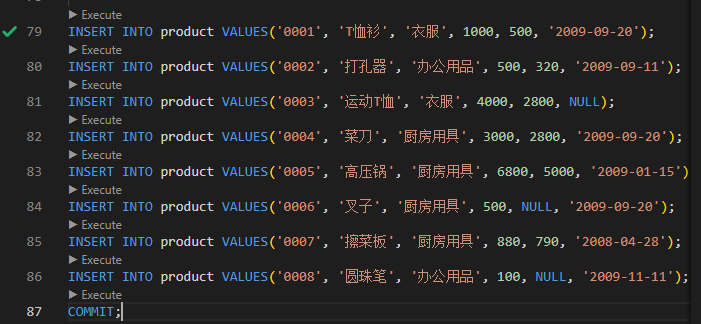 Execute
79 INSERT INTO product VALUES('0001', 'T恤衫', '衣服', 1000, 500, '2009-09-20');
Execute
80 INSERT INTO product VALUES('0002', '打孔器', '办公用品', 500, 320, '2009-09-11');
Execute
81 INSERT INTO product VALUES('0003', '运动T恤', '衣服', 4000, 2800, NULL);
Execute
82 INSERT INTO product VALUES('0004', '菜刀', '厨房用具', 3000, 2800, '2009-09-20');
Execute
83 INSERT INTO product VALUES('0005', '高压锅', '厨房用具', 6800, 5000, '2009-01-15')
Execute
84 INSERT INTO product VALUES('0006', '叉子', '厨房用具', 500, NULL, '2009-09-20');
Execute
85 INSERT INTO product VALUES('0007', '擦菜板', '厨房用具', 880, 790, '2008-04-28');
Execute
86 INSERT INTO product VALUES('0008', '圆珠笔', '办公用品', 100, NULL, '2009-11-11');
Execute
87 COMMIT;